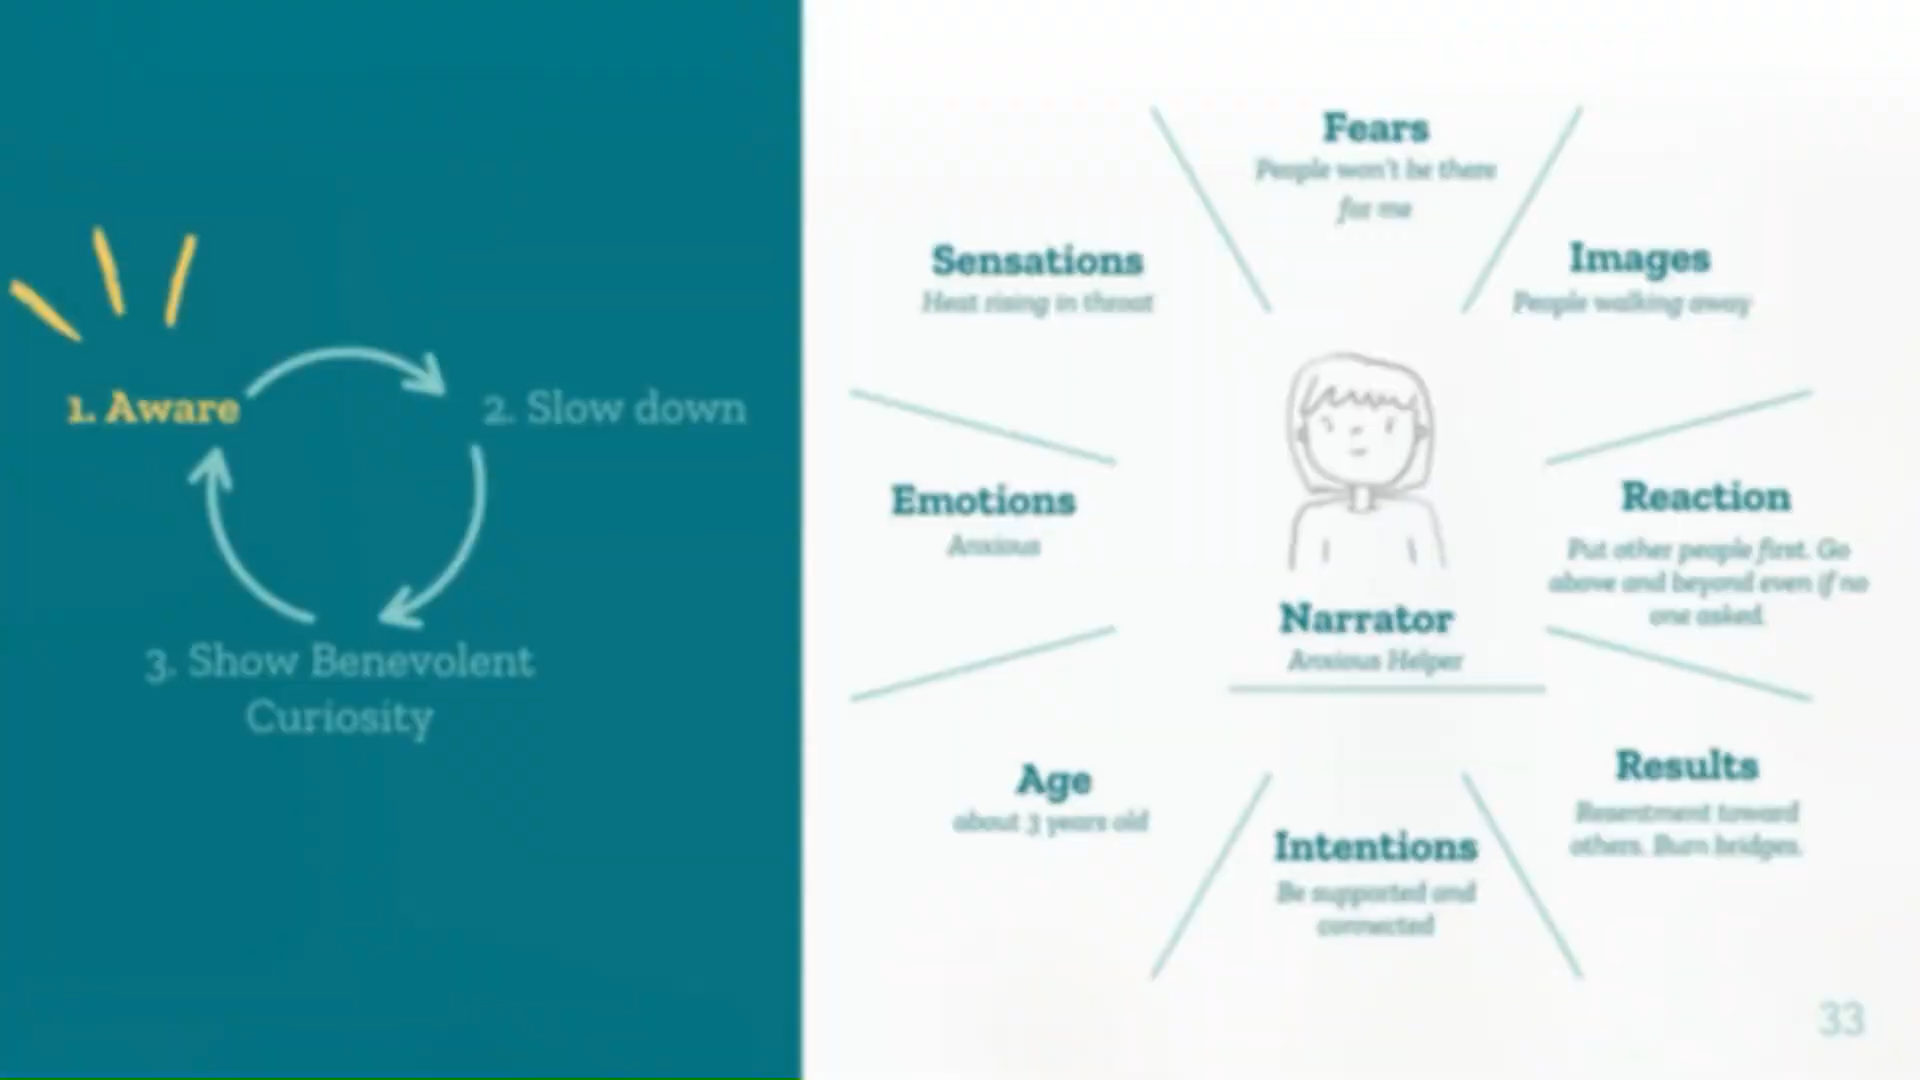 1. Aware
2. Slow down
3. Show Benevolent
Curiosity
Fears
People won't be there
for me
Sensations
Heat rising in throat
Images
People walking away
Emotions
Anxious
Reaction
Put other people first. Go
above and beyond even if no
one asked.
Narrator
Anxious Helper
Age
about 3 years old
Intentions
Be supported and
connected
Results
Resentment toward
others. Burn bridges.
33